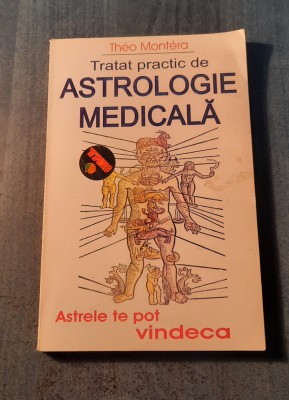 Théo Montéra
Tratat practic de
ASTROLOGIE
MEDICALĂ
Astrele te pot
vindeca